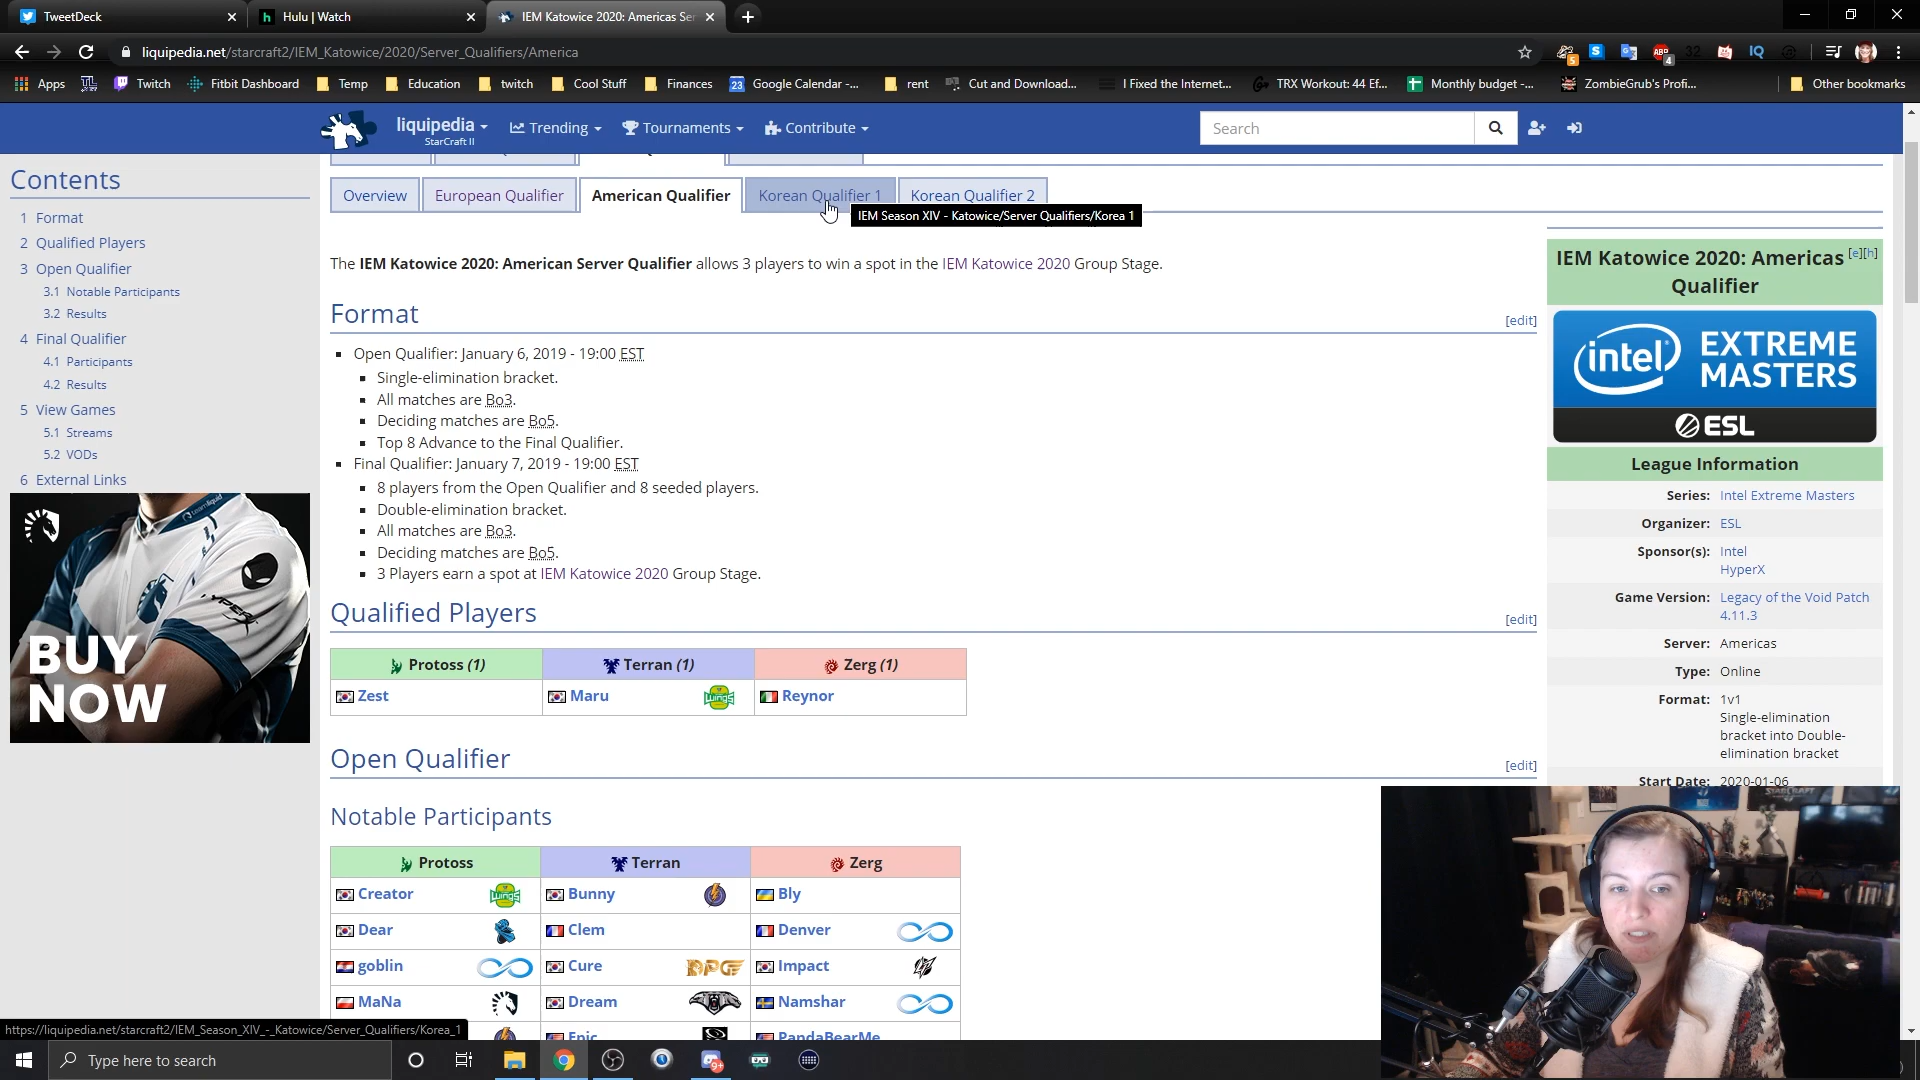 TweetDeck
Hulu | Watch
IEM Katowice 2020: Americas Ser
liquipedia.net/starcraft2/IEM_Katowice/2020/Server_Qualifiers/America
Apps
Twitch
Fitbit Dashboard
Temp
Education
twitch
Cool Stuff
Finances
Google Calendar -...
rent
Cut and Download...
I Fixed the Internet...
TRX Workout: 44 Ef...
Monthly budget -...
ZombieGrub's Profi...
Other bookmarks
liquipedia
StarCraft II
Trending
Tournaments
Contribute
Search
Contents
1 Format
2 Qualified Players
3 Open Qualifier
3.1 Notable Participants
3.2 Results
4 Final Qualifier
4.1 Participants
4.2 Results
5 View Games
5.1 Streams
5.2 VODs
6 External Links
BUY
NOW
Overview
European Qualifier
American Qualifier
Korean Qualifier 1
Korean Qualifier 2
IEM Season XIV - Katowice/Server Qualifiers/Korea 1
The IEM Katowice 2020: American Server Qualifier allows 3 players to win a spot in the IEM Katowice 2020 Group Stage.
Format
[edit]
Open Qualifier: January 6, 2019 - 19:00 EST
Single-elimination bracket.
All matches are Bo3.
Deciding matches are Bo5.
Top 8 Advance to the Final Qualifier.
Final Qualifier: January 7, 2019 - 19:00 EST
8 players from the Open Qualifier and 8 seeded players.
Double-elimination bracket.
All matches are Bo3.
Deciding matches are Bo5.
3 Players earn a spot at IEM Katowice 2020 Group Stage.
Qualified Players
[edit]
Protoss (1) Terran (1) Zerg (1)
Zest Maru Reynor
Open Qualifier
[edit]
Notable Participants
Protoss Terran Zerg
Creator Bunny Bly
Dear Clem Denver
goblin Cure Impact
MaNa Dream Namshar
Epic PandaBearMe
IEM Katowice 2020: Americas [e][h]
Qualifier
intel EXTREME
MASTERS
ESL
League Information
Series: Intel Extreme Masters
Organizer: ESL
Sponsor(s): Intel
HyperX
Game Version: Legacy of the Void Patch
4.11.3
Server: Americas
Type: Online
Format: 1v1
Single-elimination
bracket into Double-
elimination bracket
Start Date: 2020-01-06
https://liquipedia.net/starcraft2/IEM_Season_XIV_-_Katowice/Server_Qualifiers/Korea_1
Type here to search